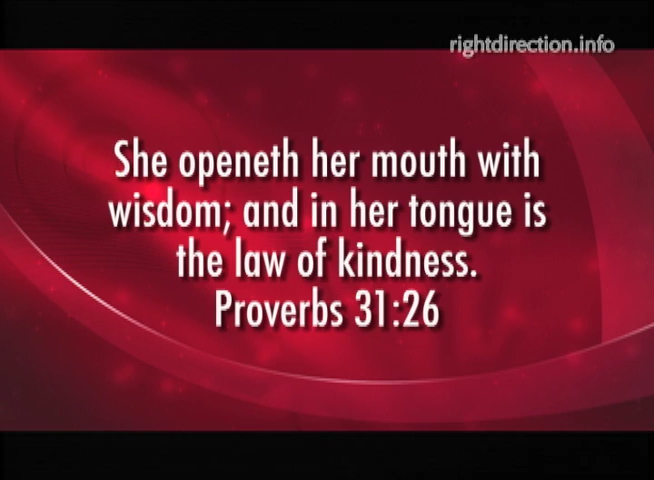 rightdirection.info
She openeth her mouth with
wisdom; and in her tongue is
the law of kindness.
Proverbs 31:26